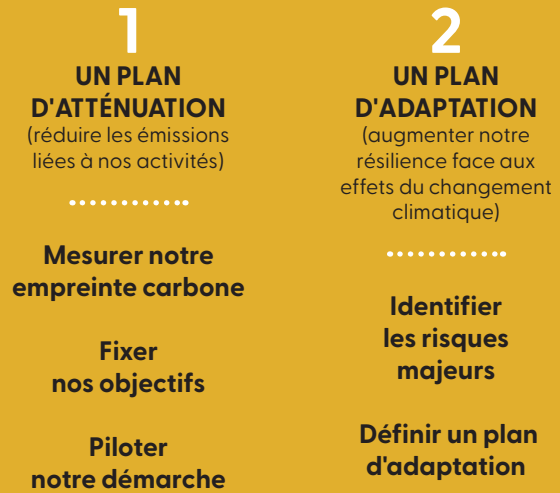 1
UN PLAN
D'ATTÉNUATION
(réduire les émissions
liées à nos activités)
Mesurer notre
empreinte carbone
Fixer
nos objectifs
Piloter
notre démarche
2
UN PLAN
D'ADAPTATION
(augmenter notre
résilience face aux
effets du changement
climatique)
Identifier
les risques
majeurs
Définir un plan
d'adaptation